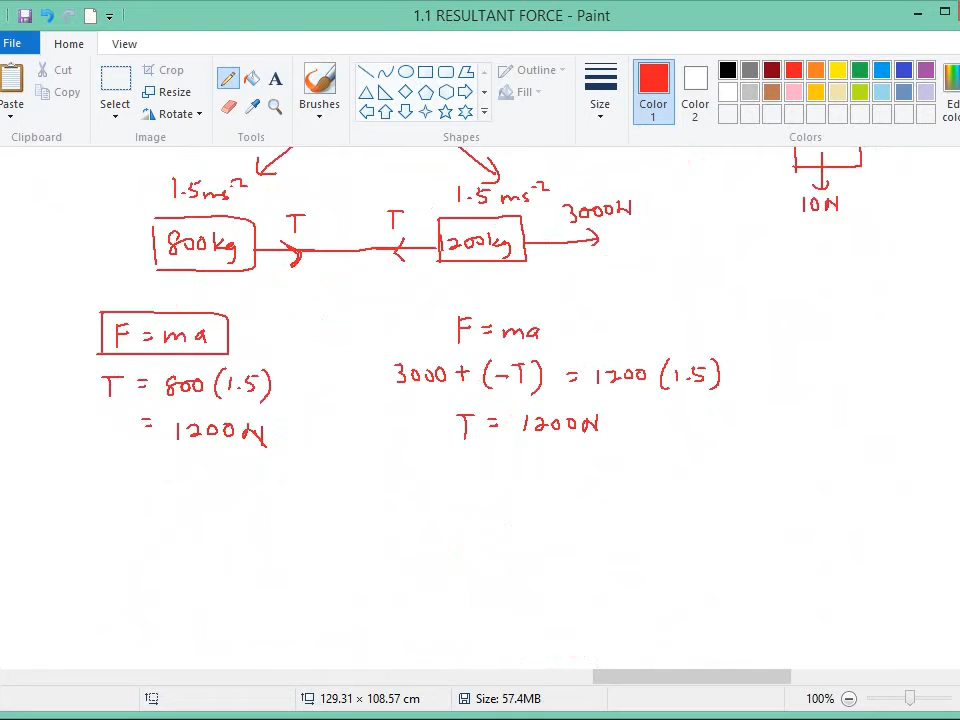 1.1 RESULTANT FORCE - Paint
File Home View
Paste
Cut
Copy
Clipboard
Select
Crop
Resize
Rotate
Image
A
Tools
Brushes
Shapes
Outline
Fill
Size
Color 1
Color 2
Colors
1.5ms⁻² 1.5 ms⁻²
T T 3000N 10N
800kg 1200kg
F = ma F = ma
T = 800 (1.5) 3000 + (-T) = 1200 (1.5)
= 1200N T = 1200N
129.31 × 108.57 cm Size: 57.4MB 100%